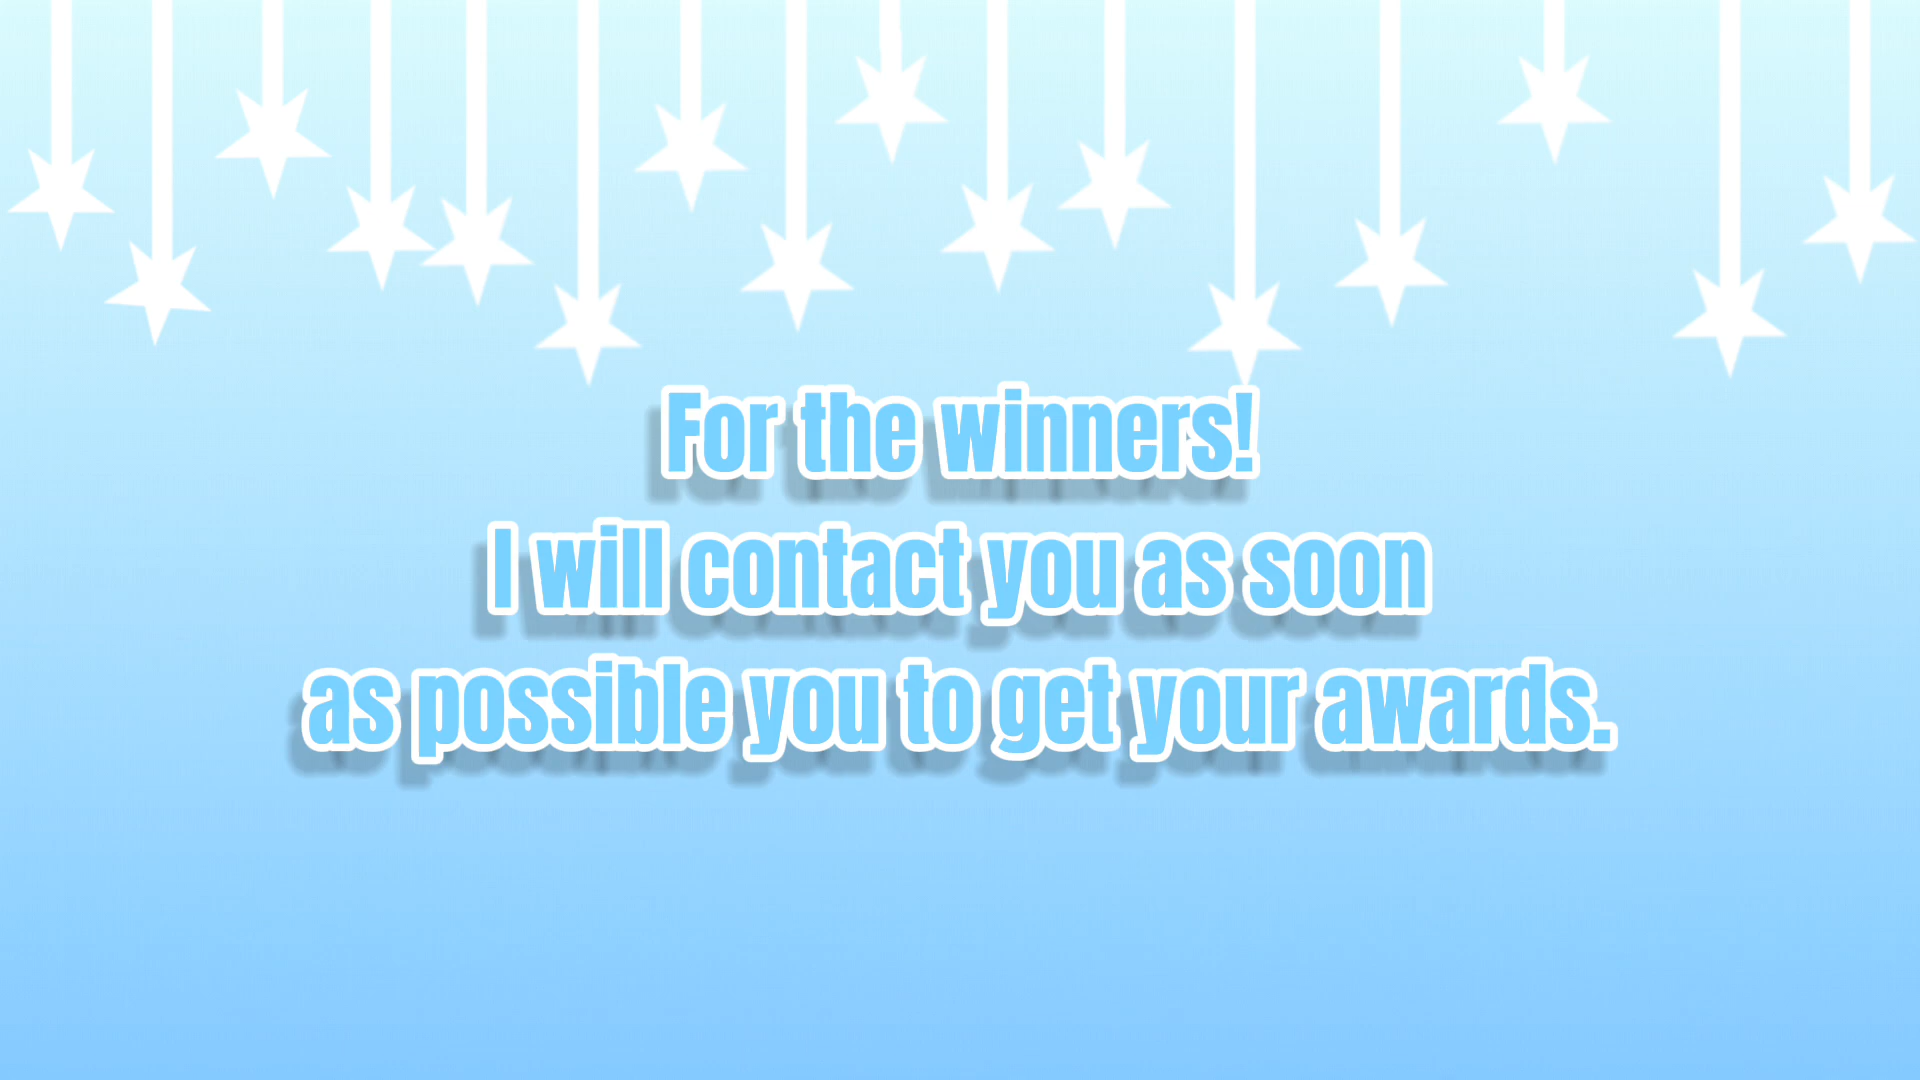 For the winners!
I will contact you as soon
as possible you to get your awards.